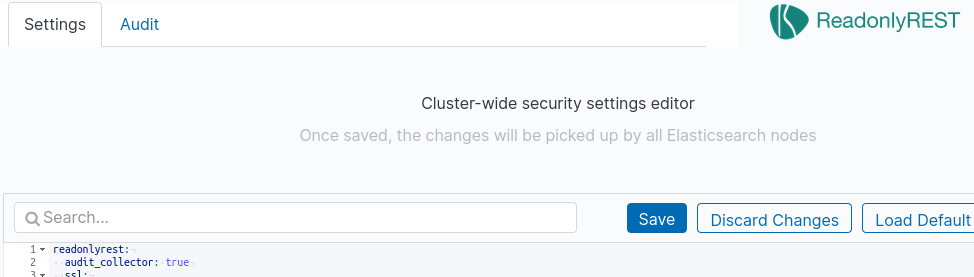 Settings Audit ReadonlyREST
Cluster-wide security settings editor
Once saved, the changes will be picked up by all Elasticsearch nodes
Search... Save Discard Changes Load Default
1 readonlyrest:
2 audit_collector: true
3 ssl: